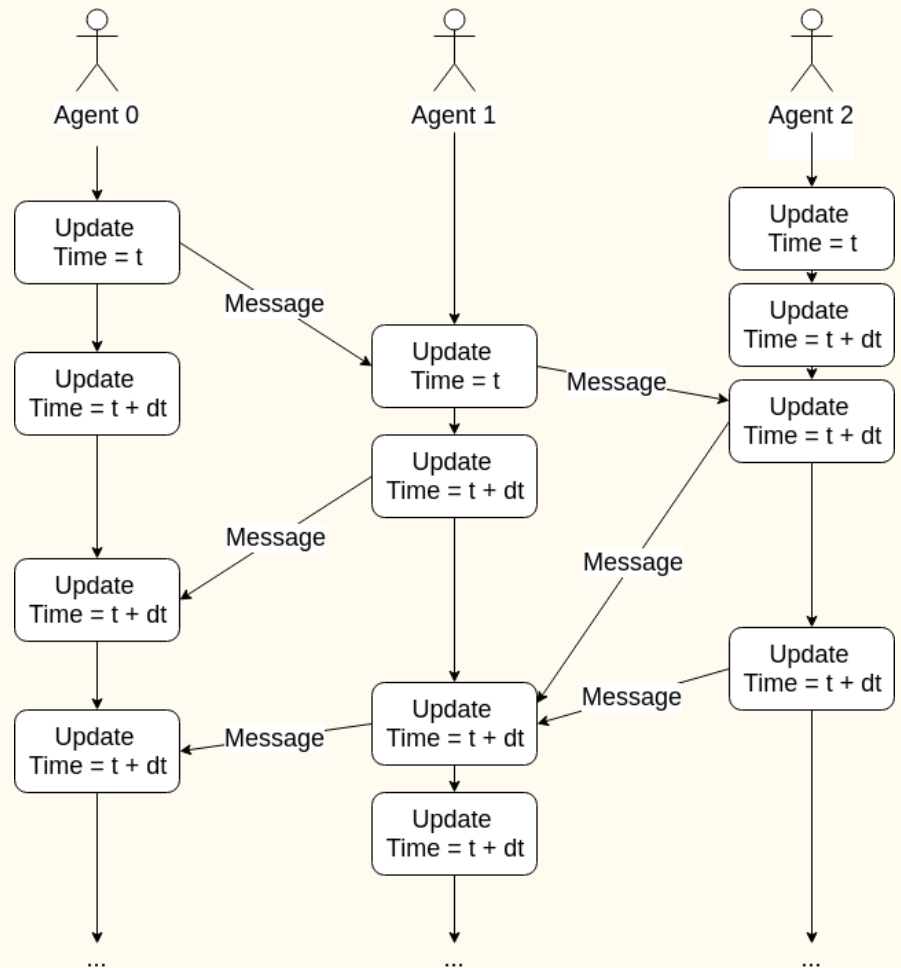 Agent 0
Agent 1
Agent 2
Update
Time = t
Update
Time = t
Message
Update
Time = t + dt
Update
Time = t
Message
Update
Time = t + dt
Update
Time = t + dt
Update
Time = t + dt
Message
Message
Update
Time = t + dt
Update
Time = t + dt
Message
Update
Time = t + dt
Update
Time = t + dt
Message
Update
Time = t + dt
...
...
...